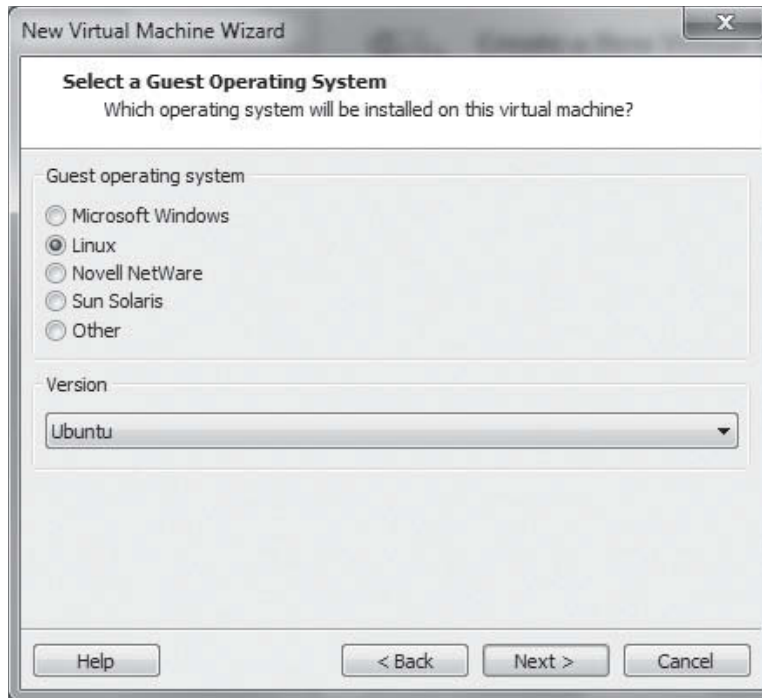 New Virtual Machine Wizard
Select a Guest Operating System
Which operating system will be installed on this virtual machine?
Guest operating system
Microsoft Windows
Linux
Novell NetWare
Sun Solaris
Other
Version
Ubuntu
Help
< Back
Next >
Cancel